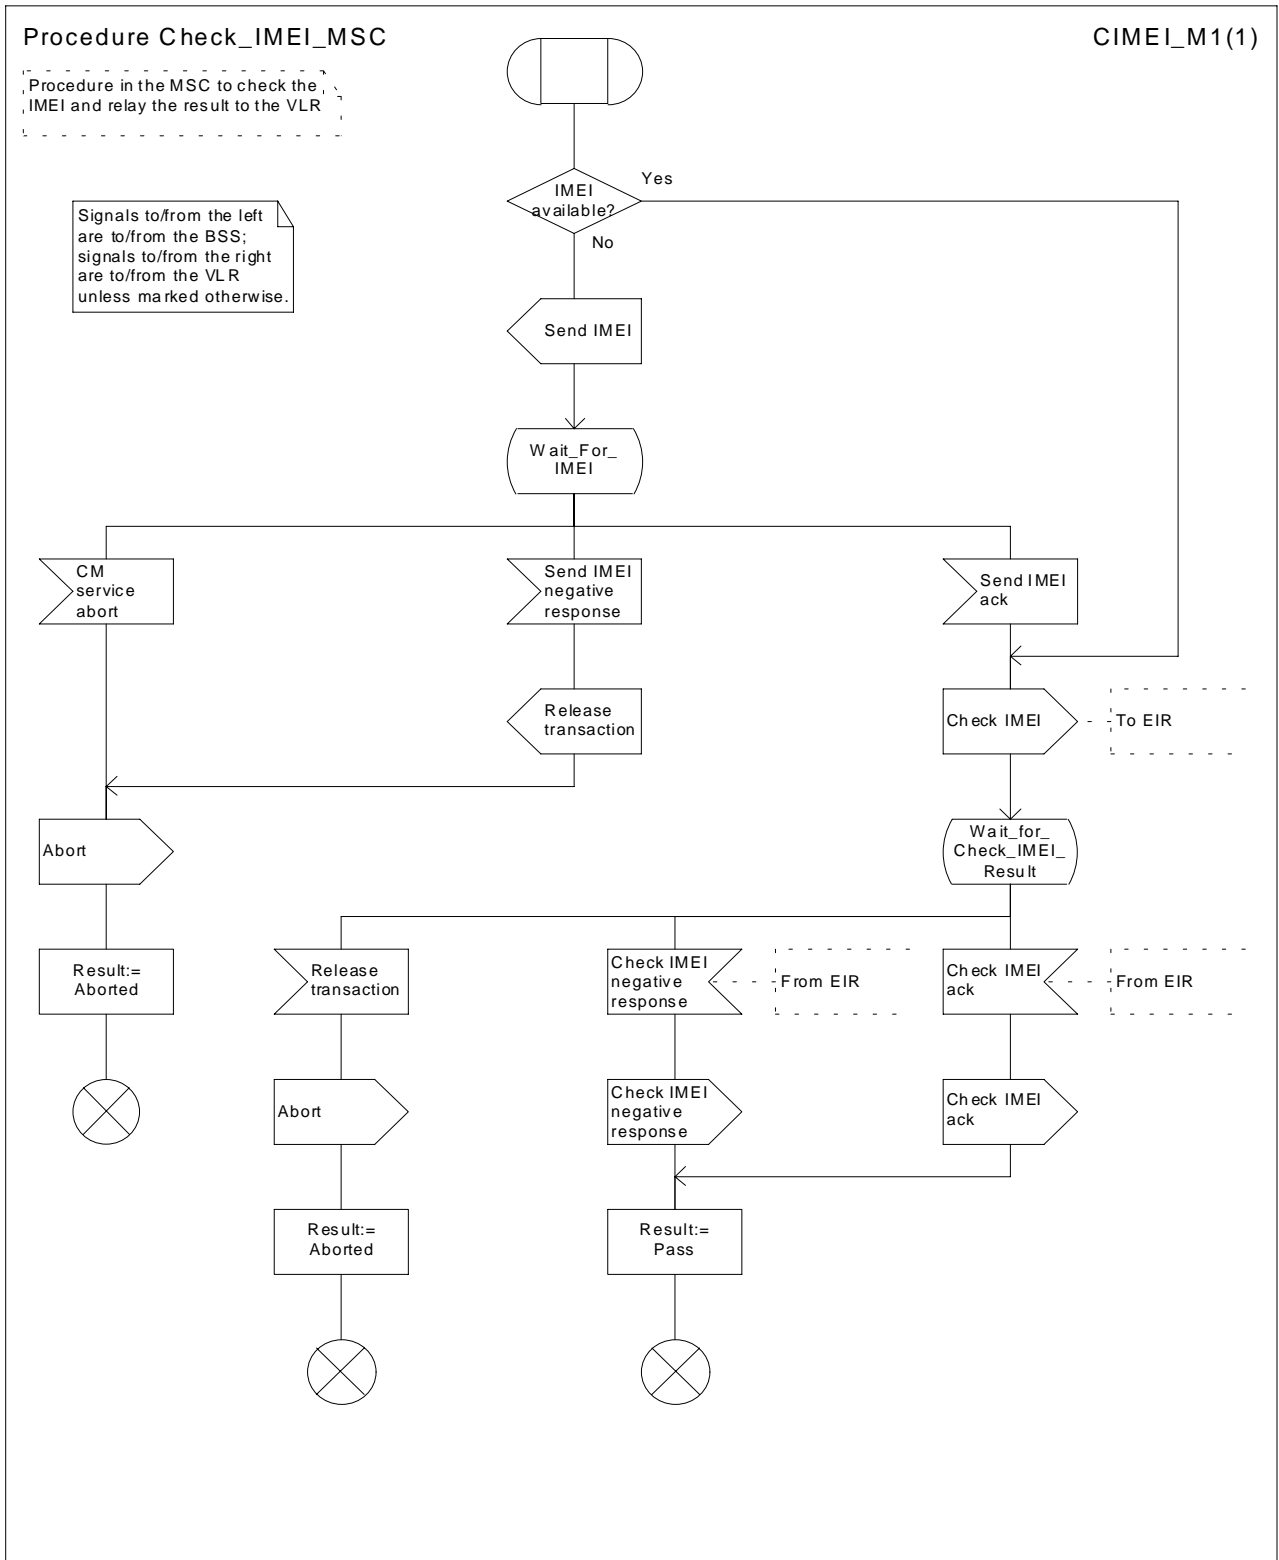 Procedure Check_IMEI_MSC
CIMEI_M1(1)
Procedure in the MSC to check the
IMEI and relay the result to the VLR
Signals to/from the left
are to/from the BSS;
signals to/from the right
are to/from the VLR
unless marked otherwise.
IMEI
available?
Yes
No
Send IMEI
Wait_For_
IMEI
CM
service
abort
Send IMEI
negative
response
Send IMEI
ack
Release
transaction
Check IMEI
To EIR
Abort
Wait_for_
Check_IMEI_
Result
Result:=
Aborted
Release
transaction
Check IMEI
negative
response
From EIR
Check IMEI
ack
From EIR
Abort
Check IMEI
negative
response
Check IMEI
ack
Result:=
Aborted
Result:=
Pass